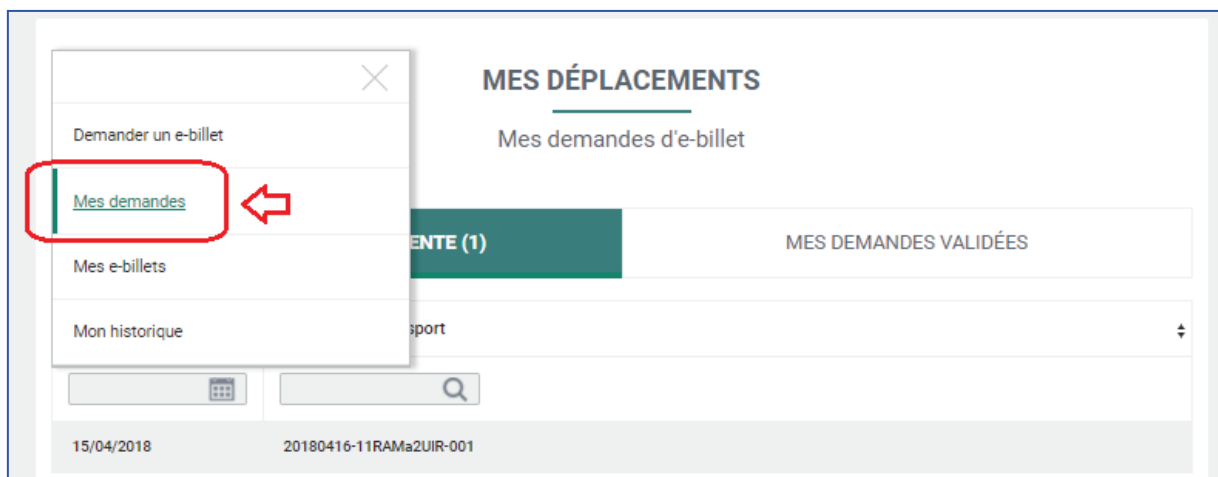 MES DÉPLACEMENTS
Mes demandes d'e-billet
Demander un e-billet
Mes demandes
Mes e-billets
Mon historique
ENTE (1)
MES DEMANDES VALIDÉES
sport
15/04/2018
20180416-11RAMa2UIR-001